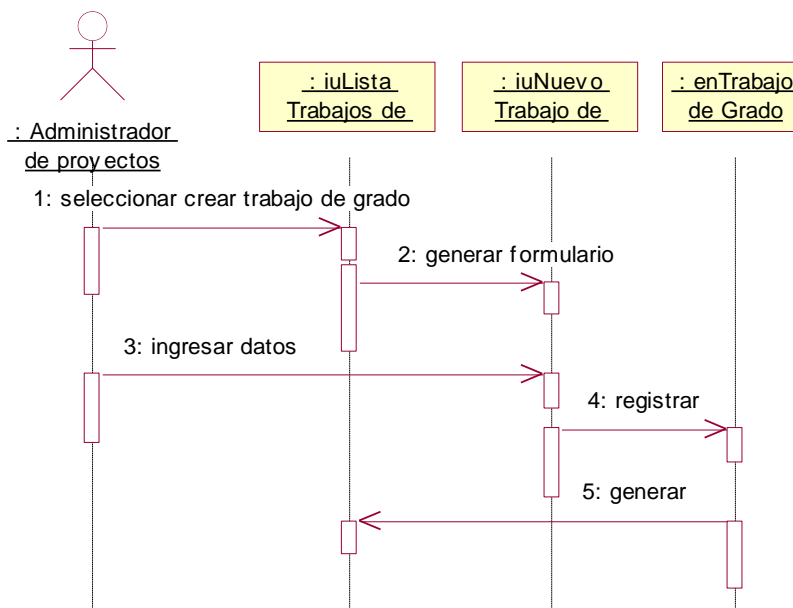 : Administrador
de proyectos
: iuLista
Trabajos de
: iuNuevo
Trabajo de
: enTrabajo
de Grado
1: seleccionar crear trabajo de grado
2: generar formulario
3: ingresar datos
4: registrar
5: generar